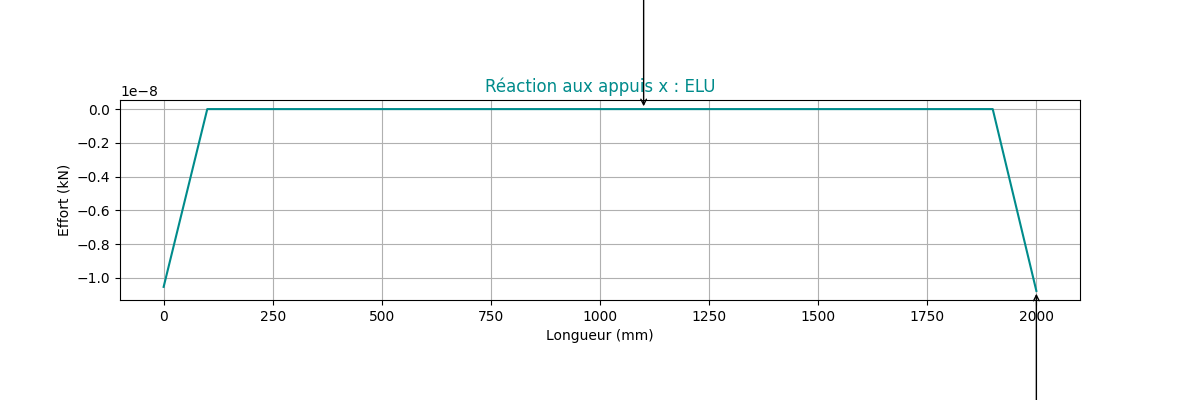 Réaction aux appuis x : ELU
1e−8
0.0
−0.2
−0.4
−0.6
−0.8
−1.0
Effort (kN)
0 250 500 750 1000 1250 1500 1750 2000
Longueur (mm)